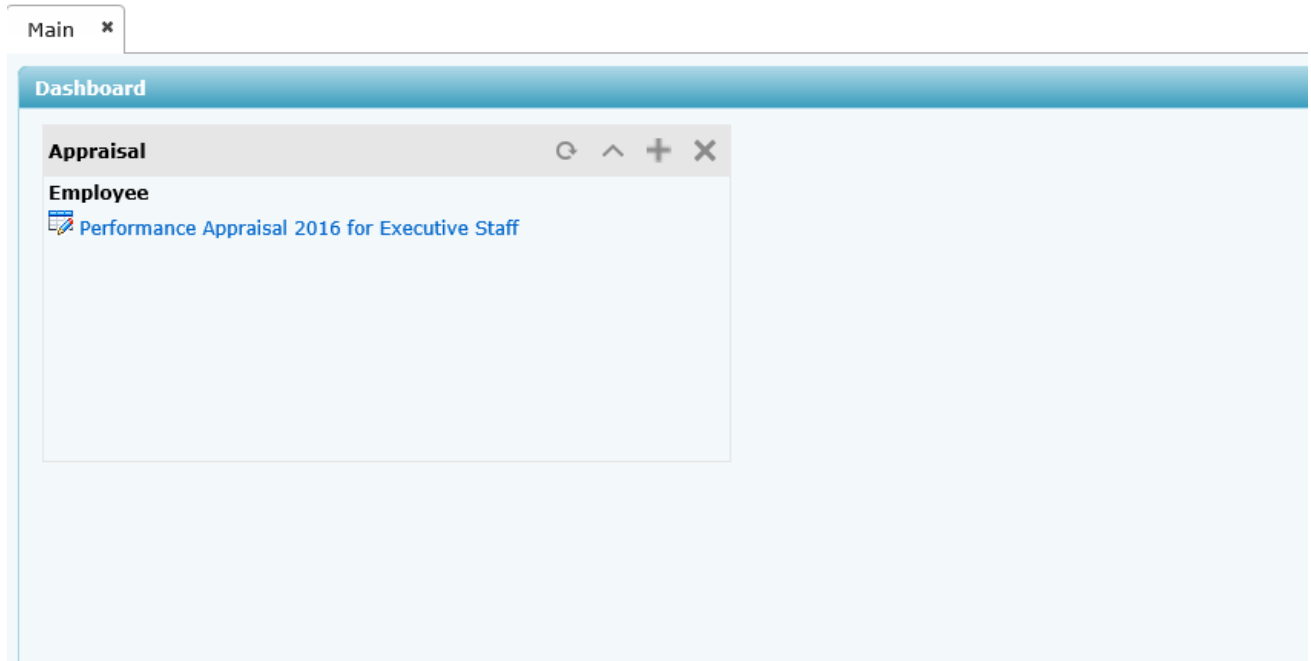 Main
Dashboard
Appraisal
Employee
Performance Appraisal 2016 for Executive Staff